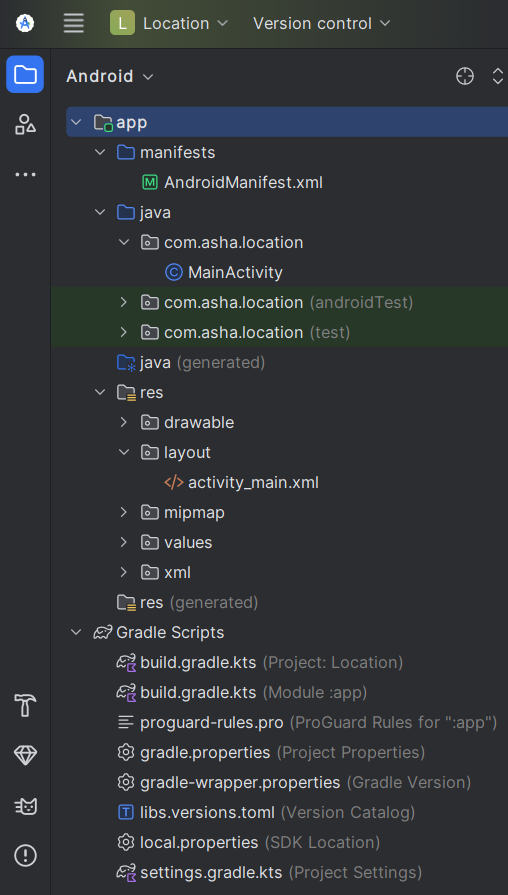 L Location Version control
Android
app
manifests
M AndroidManifest.xml
java
com.asha.location
C MainActivity
com.asha.location (androidTest)
com.asha.location (test)
java (generated)
res
drawable
layout
</> activity_main.xml
mipmap
values
xml
res (generated)
Gradle Scripts
build.gradle.kts (Project: Location)
build.gradle.kts (Module :app)
proguard-rules.pro (ProGuard Rules for ":app")
gradle.properties (Project Properties)
gradle-wrapper.properties (Gradle Version)
T libs.versions.toml (Version Catalog)
local.properties (SDK Location)
settings.gradle.kts (Project Settings)